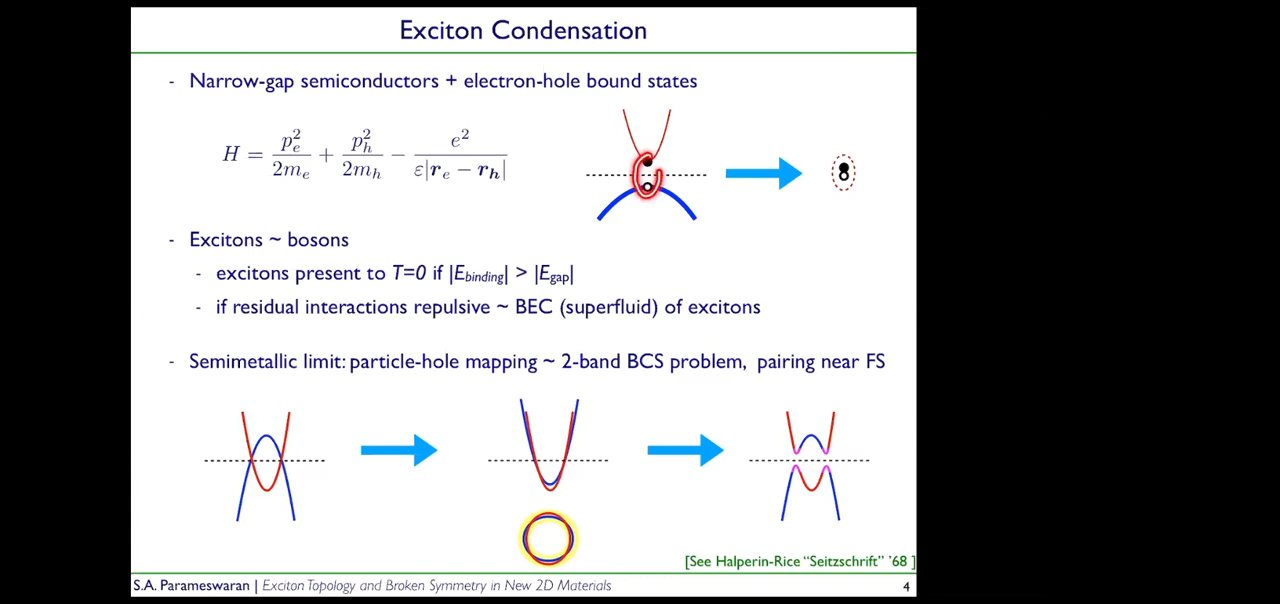 Exciton Condensation
- Narrow-gap semiconductors + electron-hole bound states
H = p_e^2/2m_e + p_h^2/2m_h − e^2/ε|r_e − r_h|
- Excitons ~ bosons
- excitons present to T=0 if |E_binding| > |E_gap|
- if residual interactions repulsive ~ BEC (superfluid) of excitons
- Semimetallic limit: particle-hole mapping ~ 2-band BCS problem, pairing near FS
[See Halperin-Rice “Seitzschrift” ’68 ]
S.A. Parameswaran | Exciton Topology and Broken Symmetry in New 2D Materials 4